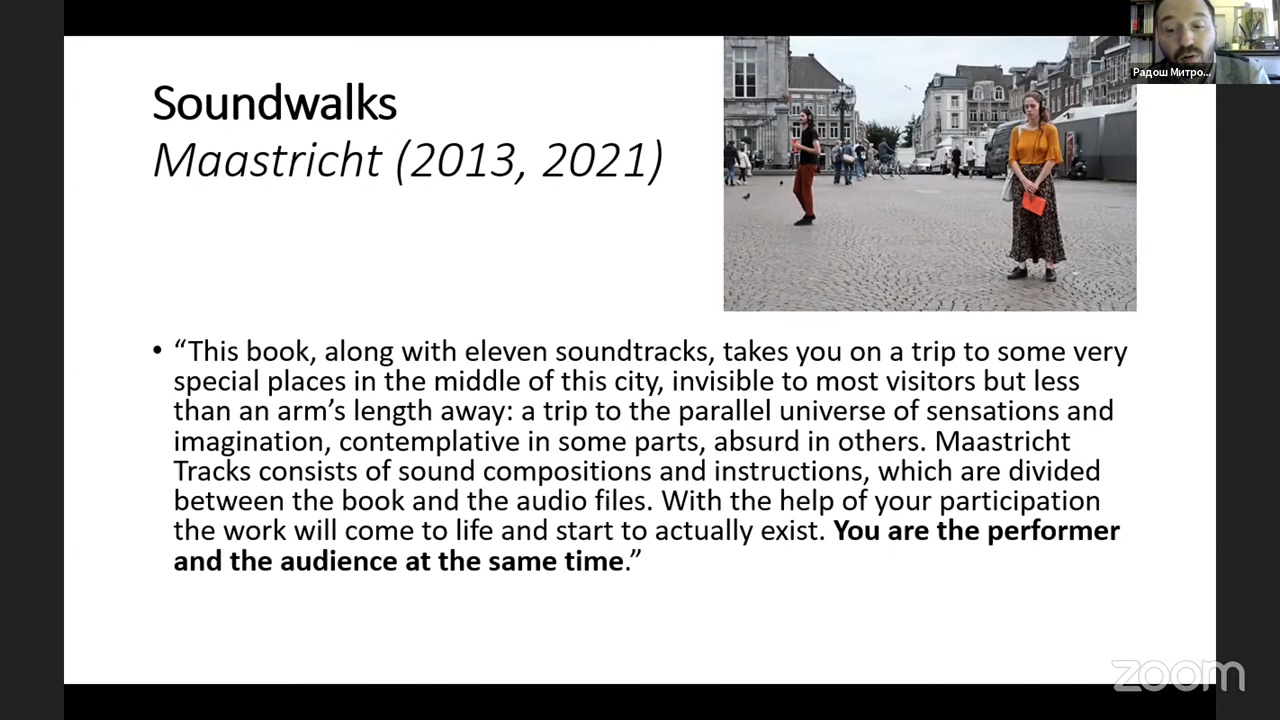 Soundwalks
Maastricht (2013, 2021)
Радош Митро...
• “This book, along with eleven soundtracks, takes you on a trip to some very
special places in the middle of this city, invisible to most visitors but less
than an arm’s length away: a trip to the parallel universe of sensations and
imagination, contemplative in some parts, absurd in others. Maastricht
Tracks consists of sound compositions and instructions, which are divided
between the book and the audio files. With the help of your participation
the work will come to life and start to actually exist. You are the performer
and the audience at the same time.”
zoom